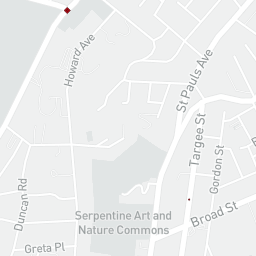 Howard Ave
St Pauls Ave
Targee St
Gordon St
Duncan Rd
Serpentine Art and
Nature Commons
Broad St
Greta Pl